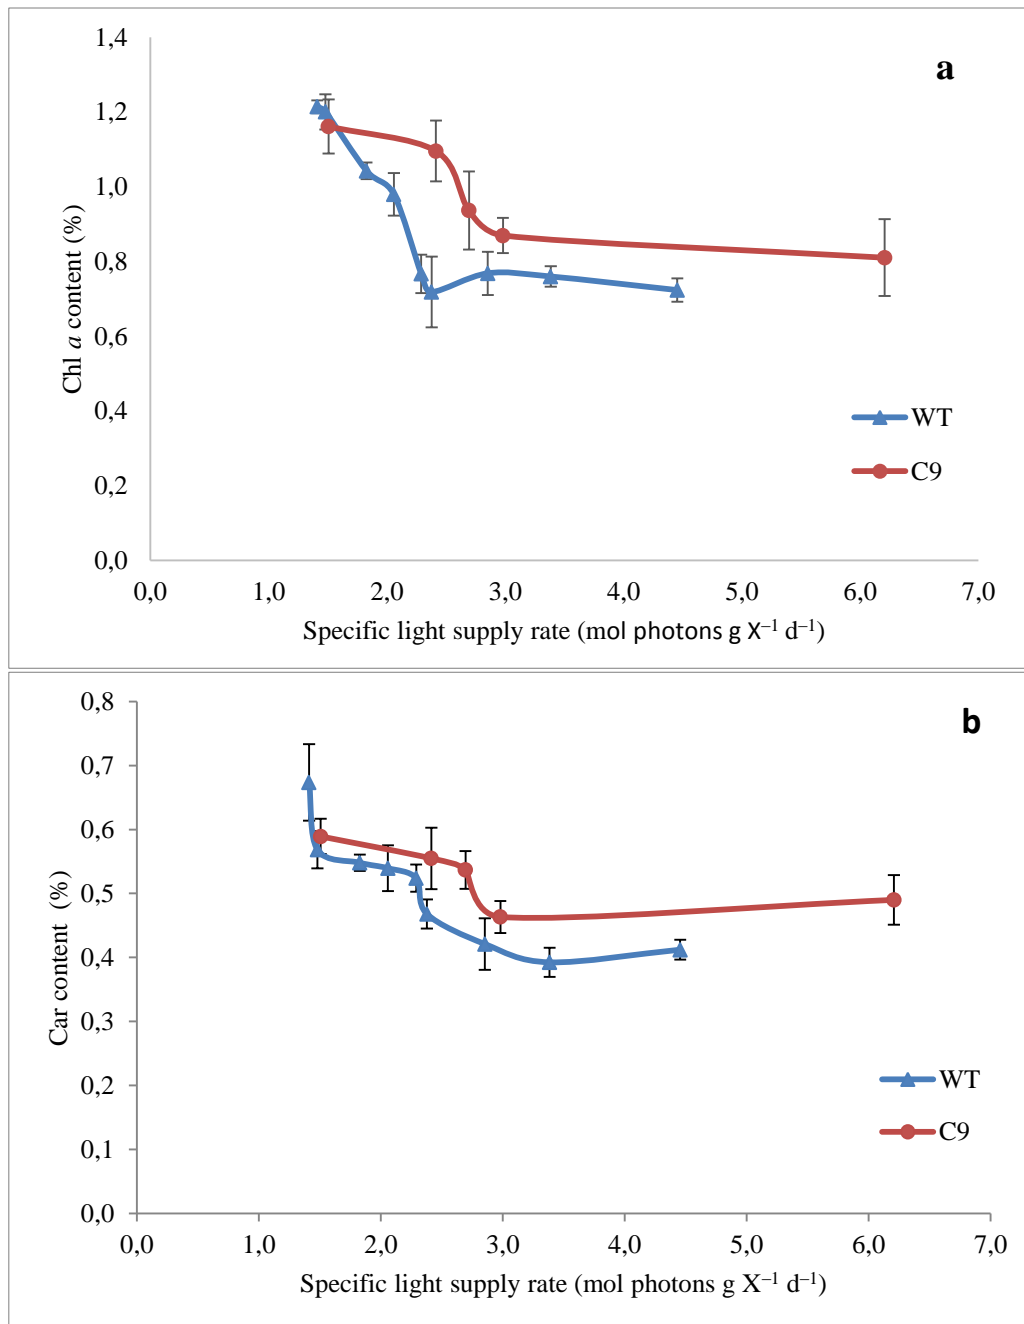 a
1,4
1,2
1,0
0,8
0,6
0,4
0,2
0,0
Chl a content (%)
WT
C9
0,0 1,0 2,0 3,0 4,0 5,0 6,0 7,0
Specific light supply rate (mol photons g X⁻¹ d⁻¹)
b
0,8
0,7
0,6
0,5
0,4
0,3
0,2
0,1
0,0
Car content (%)
WT
C9
0,0 1,0 2,0 3,0 4,0 5,0 6,0 7,0
Specific light supply rate (mol photons g X⁻¹ d⁻¹)